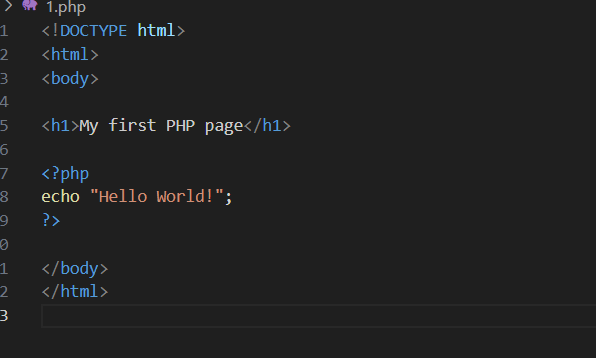 1.php
1 <!DOCTYPE html>
2 <html>
3 <body>
4
5 <h1>My first PHP page</h1>
6
7 <?php
8 echo "Hello World!";
9 ?>
0
1 </body>
2 </html>
3